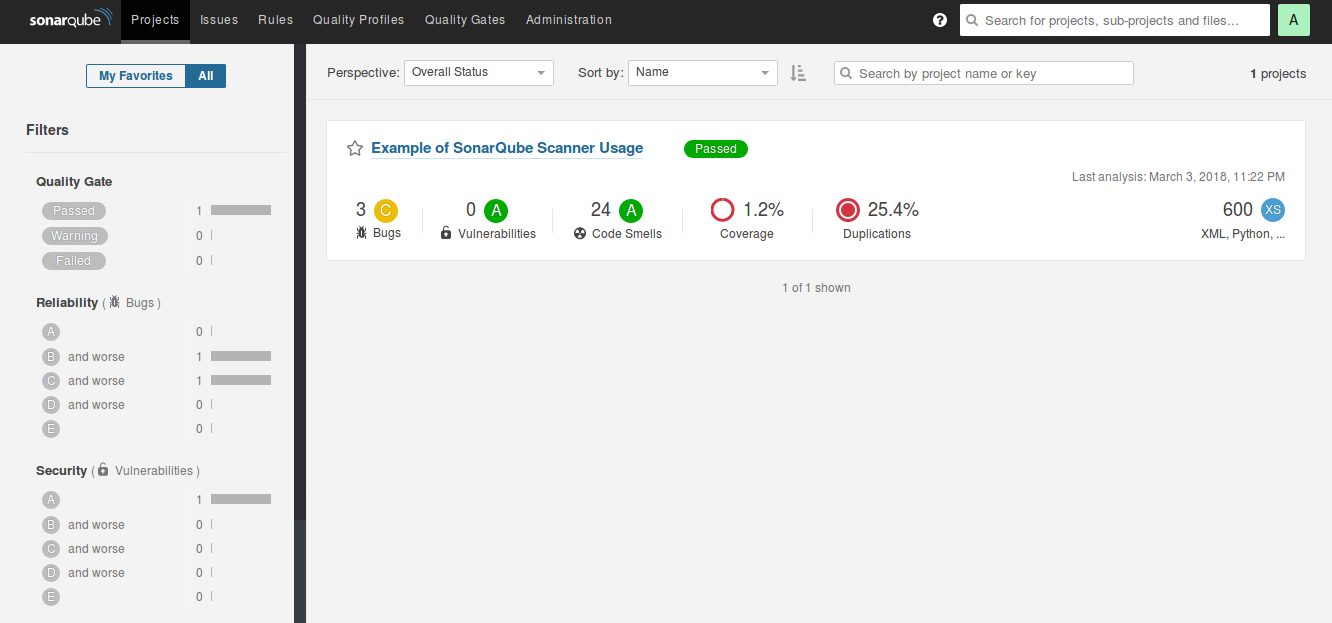 sonarqube Projects Issues Rules Quality Profiles Quality Gates Administration ? Search for projects, sub-projects and files... A
My Favorites All
Filters
Quality Gate
Passed 1
Warning 0
Failed 0
Reliability ( Bugs )
A 0
B and worse 1
C and worse 1
D and worse 0
E 0
Security ( Vulnerabilities )
A 1
B and worse 0
C and worse 0
D and worse 0
E 0
Perspective: Overall Status Sort by: Name Search by project name or key 1 projects
Example of SonarQube Scanner Usage Passed
Last analysis: March 3, 2018, 11:22 PM
3 C 0 A 24 A 1.2% 25.4% 600 XS
Bugs Vulnerabilities Code Smells Coverage Duplications XML, Python, ...
1 of 1 shown